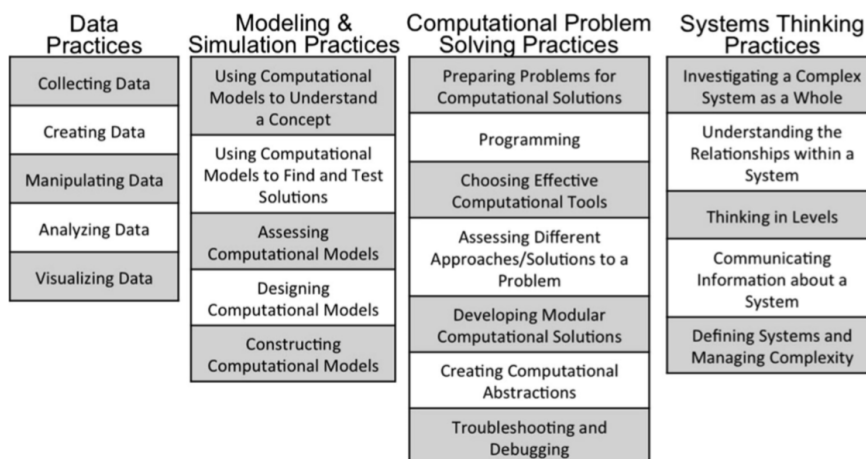 Data
Practices
Collecting Data
Creating Data
Manipulating Data
Analyzing Data
Visualizing Data
Modeling &
Simulation Practices
Using Computational
Models to Understand
a Concept
Using Computational
Models to Find and Test
Solutions
Assessing
Computational Models
Designing
Computational Models
Constructing
Computational Models
Computational Problem
Solving Practices
Preparing Problems for
Computational Solutions
Programming
Choosing Effective
Computational Tools
Assessing Different
Approaches/Solutions to a
Problem
Developing Modular
Computational Solutions
Creating Computational
Abstractions
Troubleshooting and
Debugging
Systems Thinking
Practices
Investigating a Complex
System as a Whole
Understanding the
Relationships within a
System
Thinking in Levels
Communicating
Information about a
System
Defining Systems and
Managing Complexity